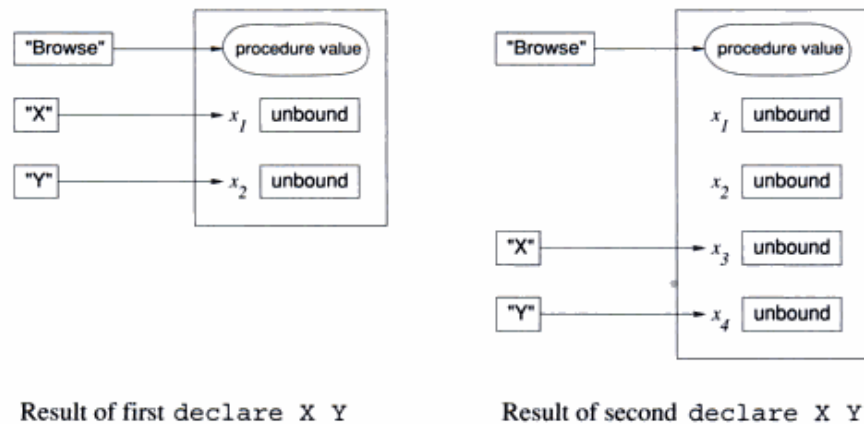 "Browse" procedure value "Browse" procedure value
"X" x1 unbound x1 unbound
"Y" x2 unbound x2 unbound
"X" x3 unbound
"Y" x4 unbound
Result of first declare X Y Result of second declare X Y